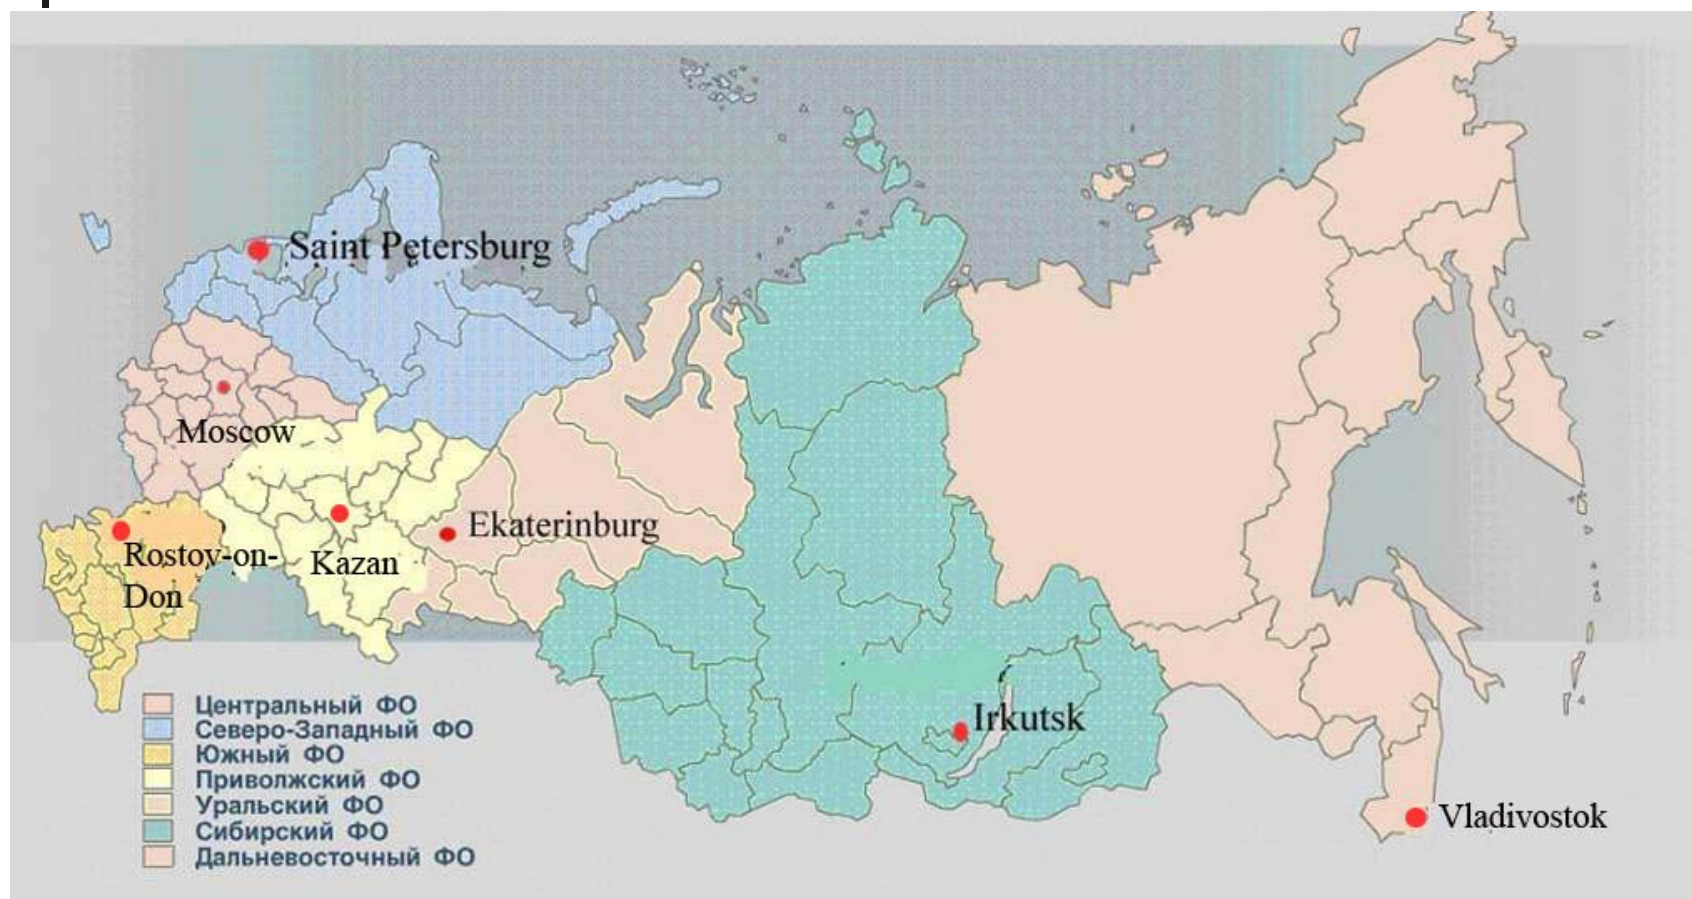 Saint Petersburg
Moscow
Ekaterinburg
Rostov-on-
Don
Kazan
Irkutsk
Vladivostok
Центральный ФО
Северо-Западный ФО
Южный ФО
Приволжский ФО
Уральский ФО
Сибирский ФО
Дальневосточный ФО